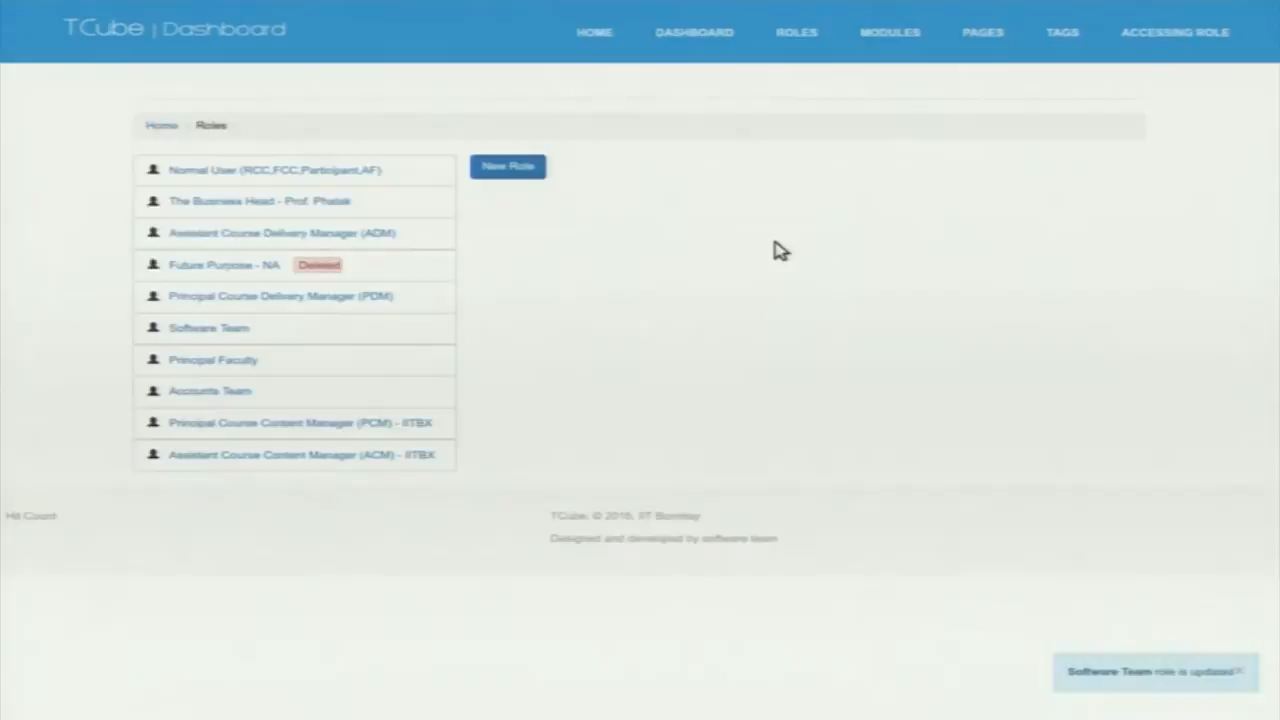 TCube | Dashboard
HOME DASHBOARD ROLES MODULES PAGES TAGS ACCESSING ROLE
Home Roles
Normal User (RCC,FCC,Participant,AF)
New Role
The Business Head - Prof. Phatak
Assistant Course Delivery Manager (ADM)
Future Purpose - NA Deleted
Principal Course Delivery Manager (PDM)
Software Team
Principal Faculty
Accounts Team
Principal Course Content Manager (PCM) - IITBX
Assistant Course Content Manager (ACM) - IITBX
Hit Count
TCube, © 2016, IIT Bombay
Designed and developed by software team
Software Team role is updated